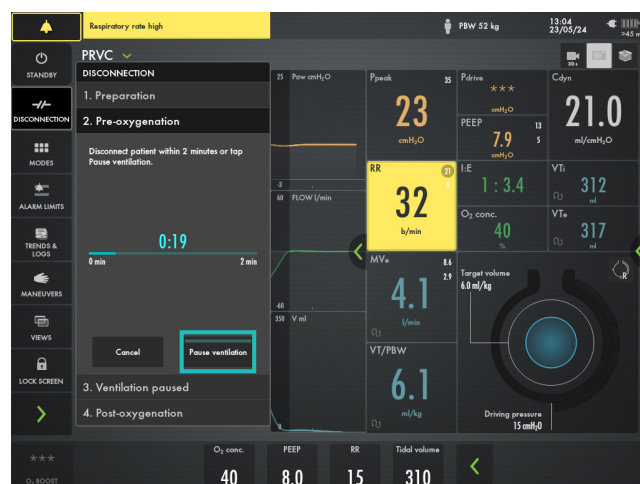 Respiratory rate high
PBW 52 kg
13:04
23/05/24
>45 m
STANDBY
DISCONNECTION
MODES
ALARM LIMITS
TRENDS &
LOGS
MANEUVERS
VIEWS
LOCK SCREEN
PRVC
30 s
DISCONNECTION
1. Preparation
2. Pre-oxygenation
Disconnect patient within 2 minutes or tap
Pause ventilation.
0:19
0 min 2 min
Cancel Pause ventilation
3. Ventilation paused
4. Post-oxygenation
25 Paw cmH₂O
-3
60 FLOW l/min
-60
350 V ml
0
Ppeak 35
23
cmH₂O
Pdrive
***
cmH₂O
PEEP 13
5
7.9
cmH₂O
Cdyn
21.0
ml/cmH₂O
RR 21
32
b/min
I:E
1 : 3.4
VTi
312
ml
O₂ conc.
40
%
VTe
317
ml
MVe 8.6
2.9
4.1
l/min
VT/PBW
6.1
ml/kg
Target volume
6.0 ml/kg
R
Driving pressure
15 cmH₂O
***
O₂ BOOST
O₂ conc. PEEP RR Tidal volume
40 8.0 15 310